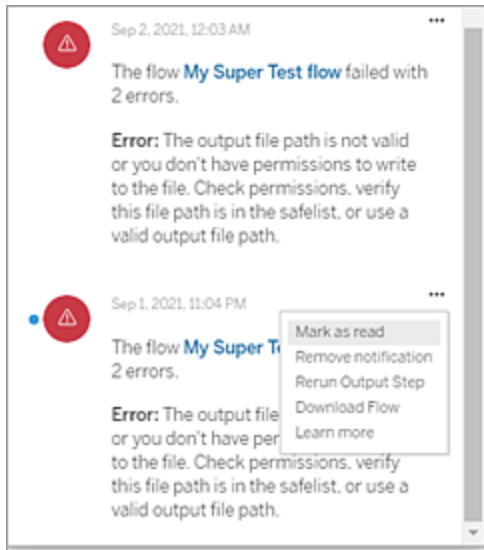 Sep 2, 2021, 12:03 AM
The flow My Super Test flow failed with
2 errors.
Error: The output file path is not valid
or you don't have permissions to write
to the file. Check permissions, verify
this file path is in the safelist, or use a
valid output file path.
Sep 1, 2021, 11:04 PM
The flow My Super Te
2 errors.
Mark as read
Remove notification
Rerun Output Step
Download Flow
Learn more
Error: The output file
or you don't have per
to the file. Check permissions, verify
this file path is in the safelist, or use a
valid output file path.